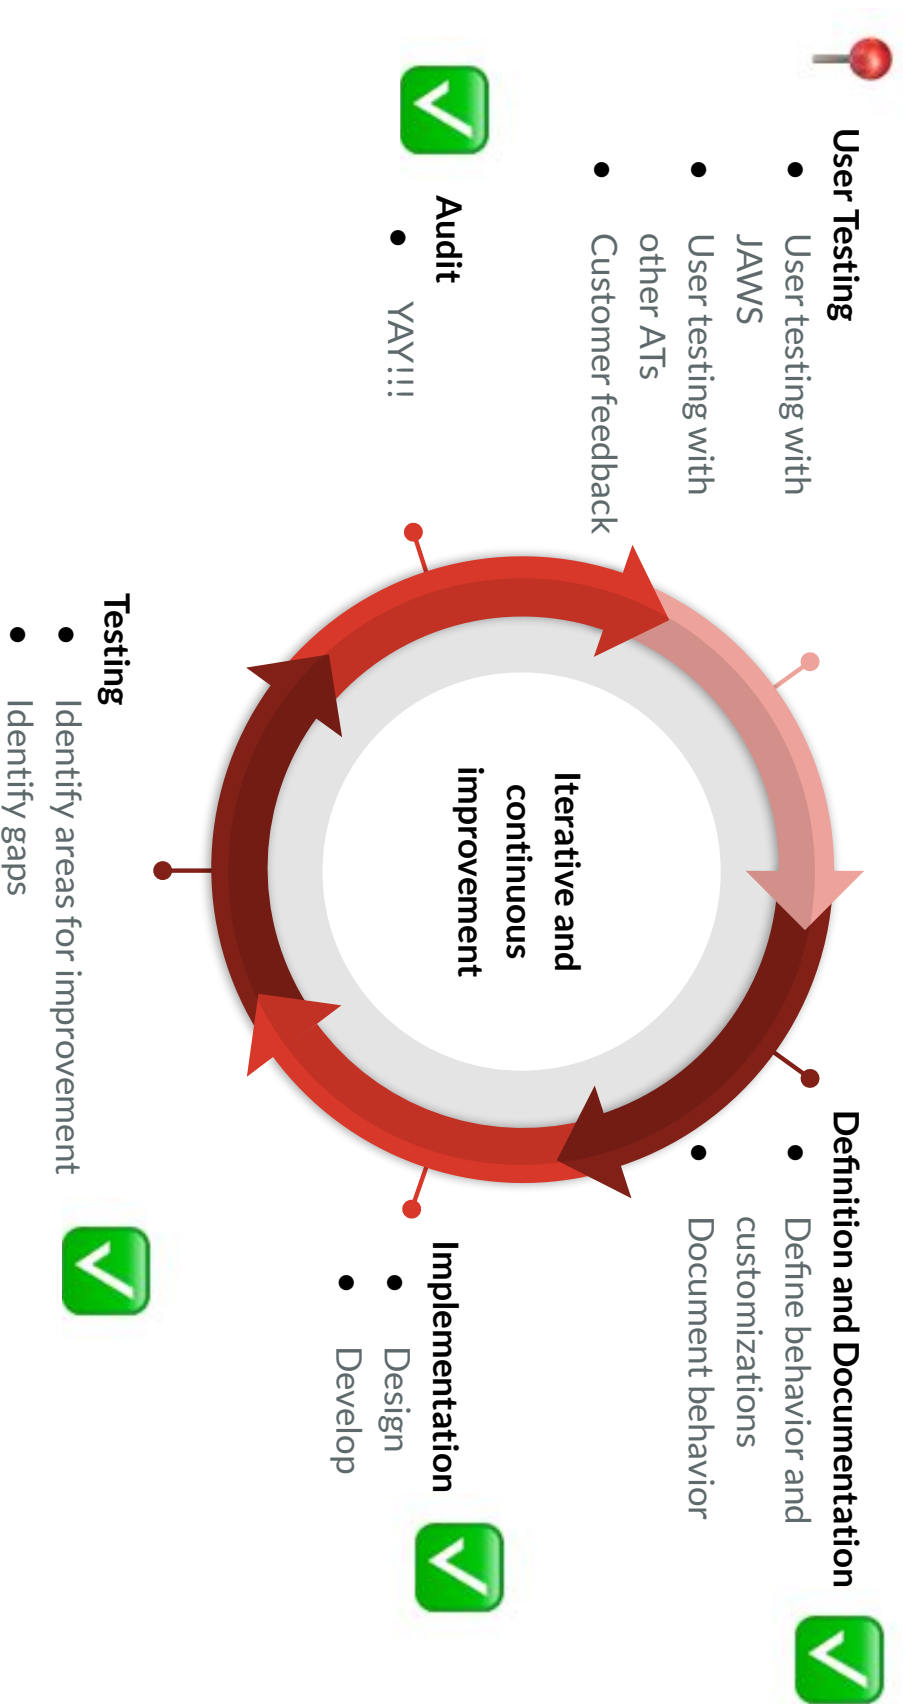 User Testing
• User testing with
JAWS
• User testing with
other ATs
• Customer feedback
Definition and Documentation
• Define behavior and
customizations
• Document behavior
Iterative and
continuous
improvement
Audit
• YAY!!!
Implementation
• Design
• Develop
Testing
• Identify areas for improvement
• Identify gaps